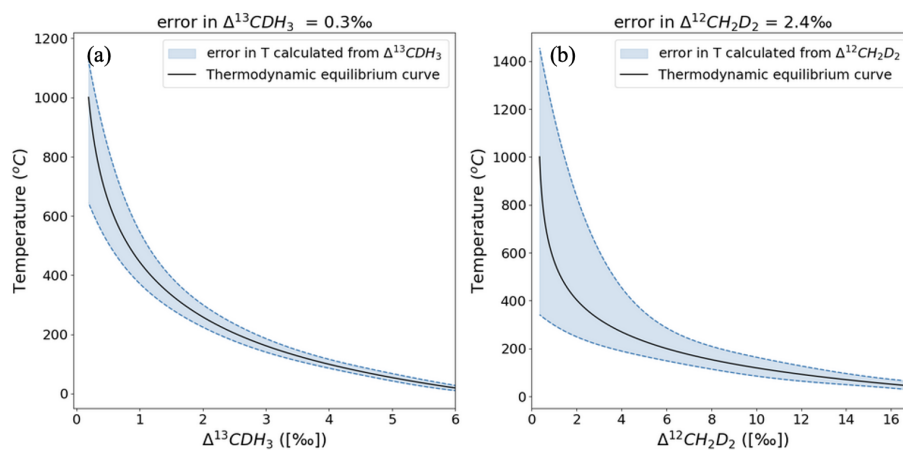 error in Δ¹³CDH₃ = 0.3‰
(a)
error in T calculated from Δ¹³CDH₃
Thermodynamic equilibrium curve
1200
1000
800
600
400
200
0
Temperature (°C)
0 1 2 3 4 5 6
Δ¹³CDH₃ ([‰])
error in Δ¹²CH₂D₂ = 2.4‰
(b)
error in T calculated from Δ¹²CH₂D₂
Thermodynamic equilibrium curve
1400
1200
1000
800
600
400
200
0
Temperature (°C)
0 2 4 6 8 10 12 14 16
Δ¹²CH₂D₂ ([‰])